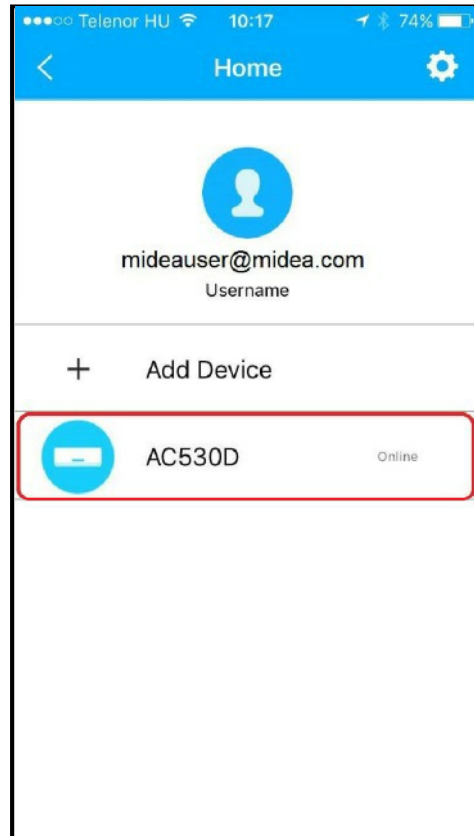 Telenor HU 10:17 74%
Home
mideauser@midea.com
Username
+ Add Device
AC530D Online